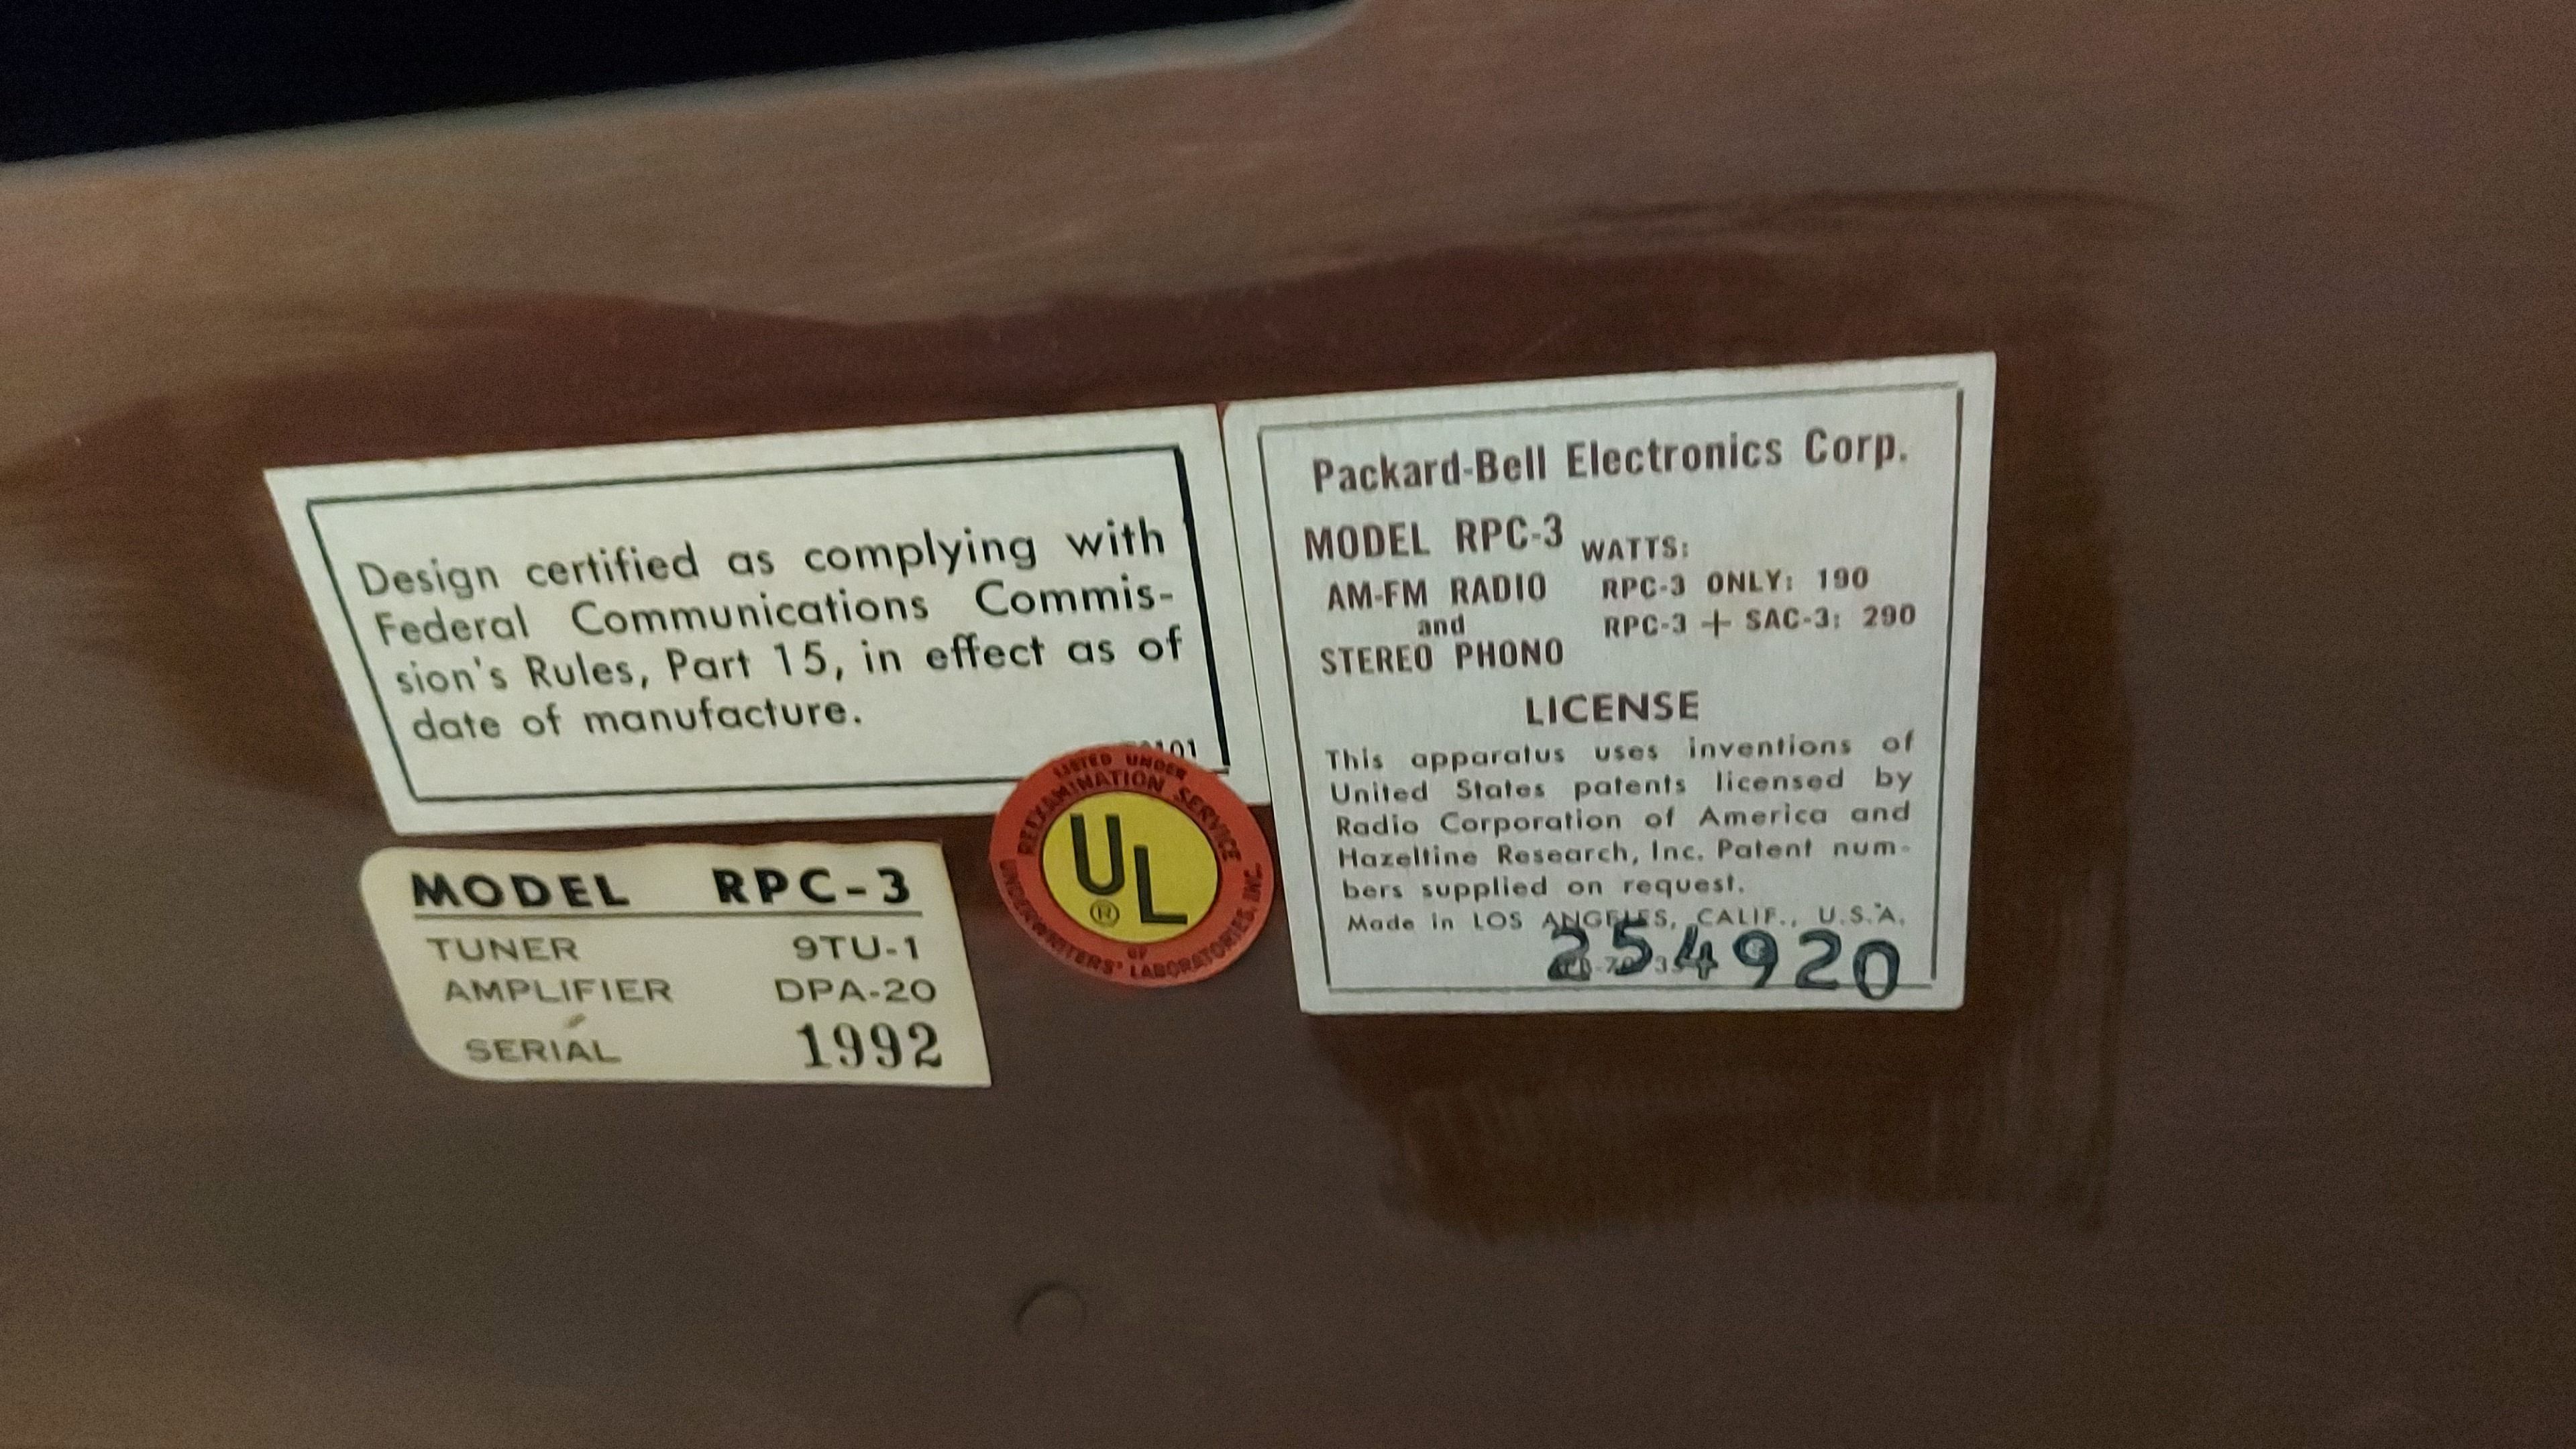 Design certified as complying with
Federal Communications Commis-
sion's Rules, Part 15, in effect as of
date of manufacture.
LISTED UNDER
REEXAMINATION SERVICE
UL
®
OF
UNDERWRITERS' LABORATORIES, INC.
MODEL RPC-3
TUNER 9TU-1
AMPLIFIER DPA-20
SERIAL 1992
Packard-Bell Electronics Corp.
MODEL RPC-3 WATTS:
AM-FM RADIO RPC-3 ONLY: 190
and
STEREO PHONO RPC-3 + SAC-3: 290
LICENSE
This apparatus uses inventions of
United States patents licensed by
Radio Corporation of America and
Hazeltine Research, Inc. Patent num-
bers supplied on request.
Made in LOS ANGELES, CALIF., U.S.A.
254920